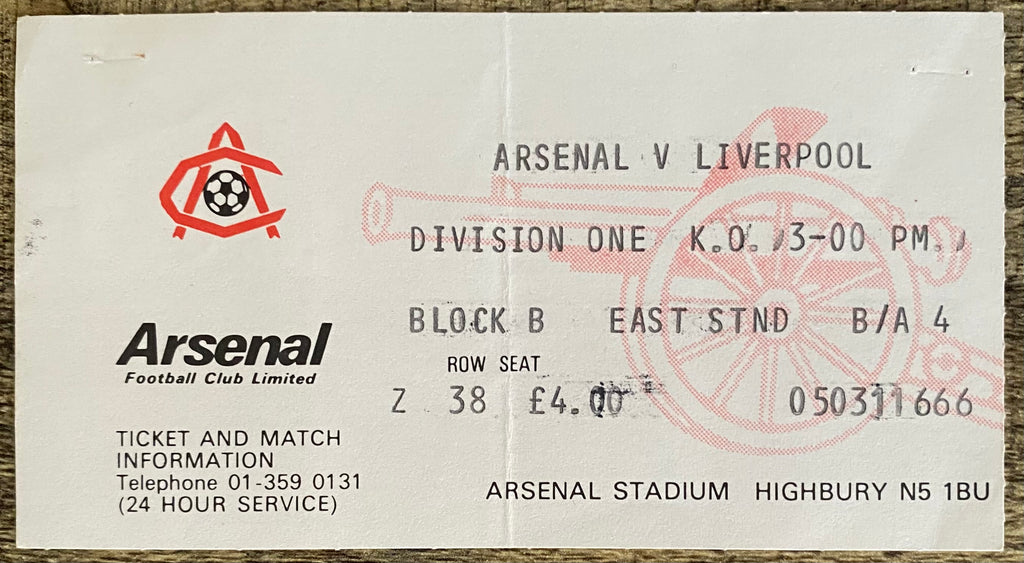 ARSENAL V LIVERPOOL
DIVISION ONE K.O. 3-00 PM.
BLOCK B EAST STND B/A 4
ROW SEAT
Z 38 £4.00 050311666
Arsenal
Football Club Limited
TICKET AND MATCH
INFORMATION
Telephone 01-359 0131
(24 HOUR SERVICE)
ARSENAL STADIUM HIGHBURY N5 1BU